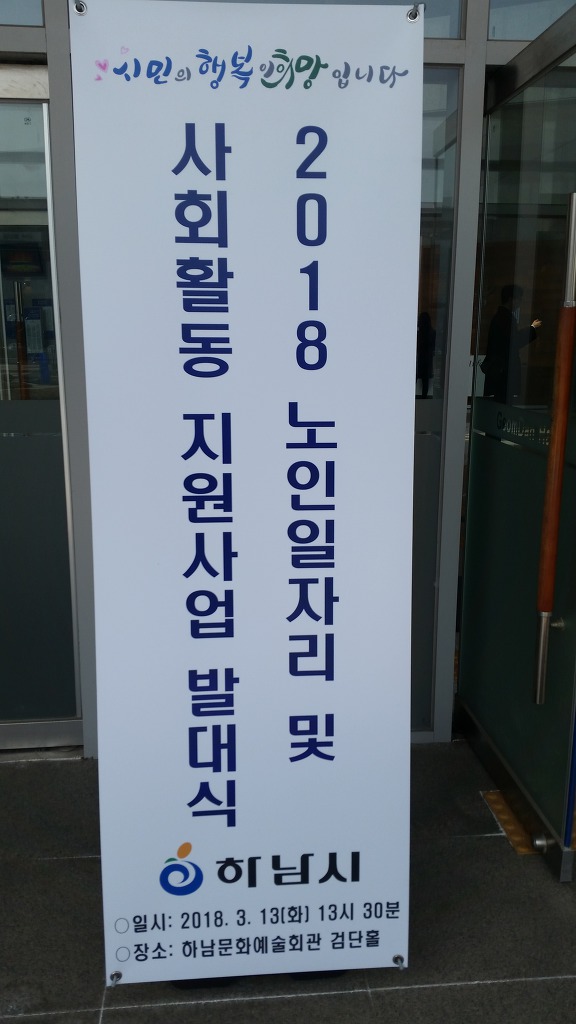 시민의 행복 이 희망 입니다
2018 노인일자리 및
사회활동 지원사업 발대식
하남시
○일시: 2018. 3. 13(화) 13시 30분
○장소: 하남문화예술회관 검단홀